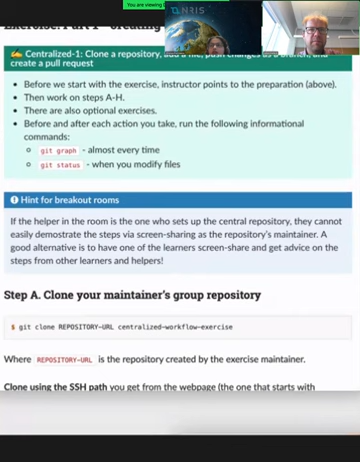 You are viewing
Exercise: Part 1 - creating
NRIS
Centralized-1: Clone a repository, add a file, push changes as a branch, and
create a pull request
• Before we start with the exercise, instructor points to the preparation (above).
• Then work on steps A-H.
• There are also optional exercises.
• Before and after each action you take, run the following informational
commands:
git graph - almost every time
git status - when you modify files
Hint for breakout rooms
If the helper in the room is the one who sets up the central repository, they cannot
easily demostrate the steps via screen-sharing as the repository's maintainer. A
good alternative is to have one of the learners screen-share and get advice on the
steps from other learners and helpers!
Step A. Clone your maintainer's group repository
$ git clone REPOSITORY-URL centralized-workflow-exercise
Where REPOSITORY-URL is the repository created by the exercise maintainer.
Clone using the SSH path you get from the webpage (the one that starts with